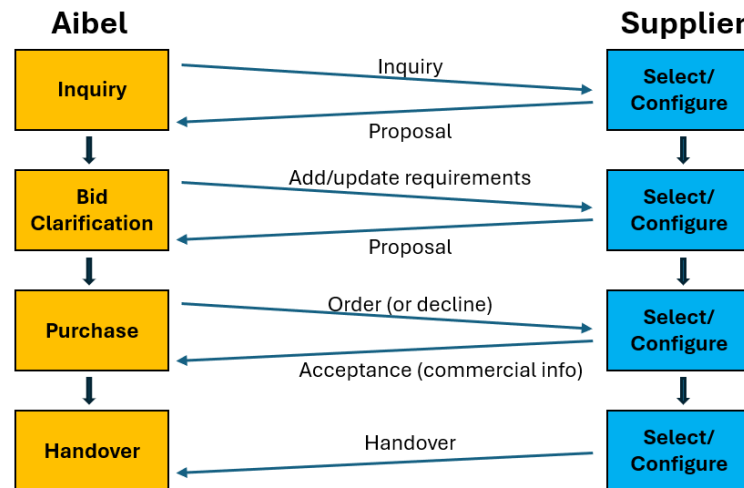 Aibel
Supplier
Inquiry
Inquiry
Select/
Configure
Proposal
Bid
Clarification
Add/update requirements
Select/
Configure
Proposal
Purchase
Order (or decline)
Select/
Configure
Acceptance (commercial info)
Handover
Handover
Select/
Configure